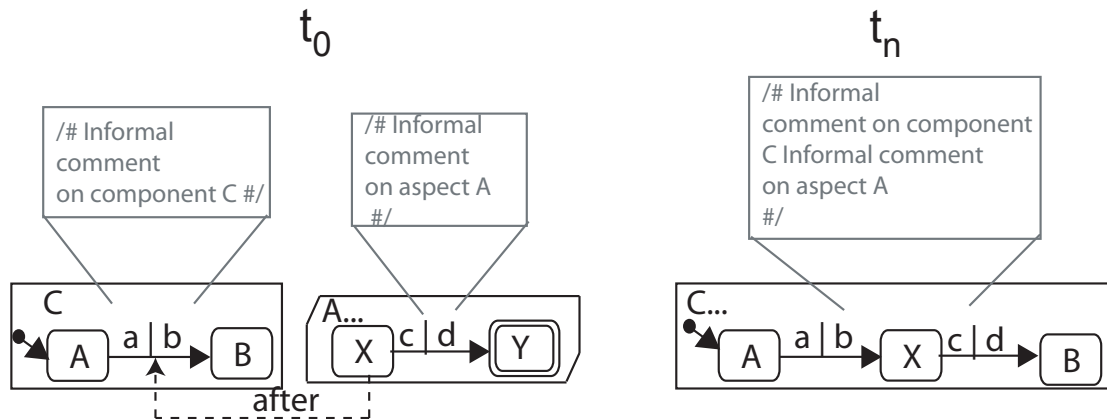 t0
tn
/# Informal
comment
on component C #/
/# Informal
comment
on aspect A
#/
/# Informal
comment on component
C Informal comment
on aspect A
#/
C
A
a
b
B
A...
X
c
d
Y
after
C...
A
a
b
X
c
d
B